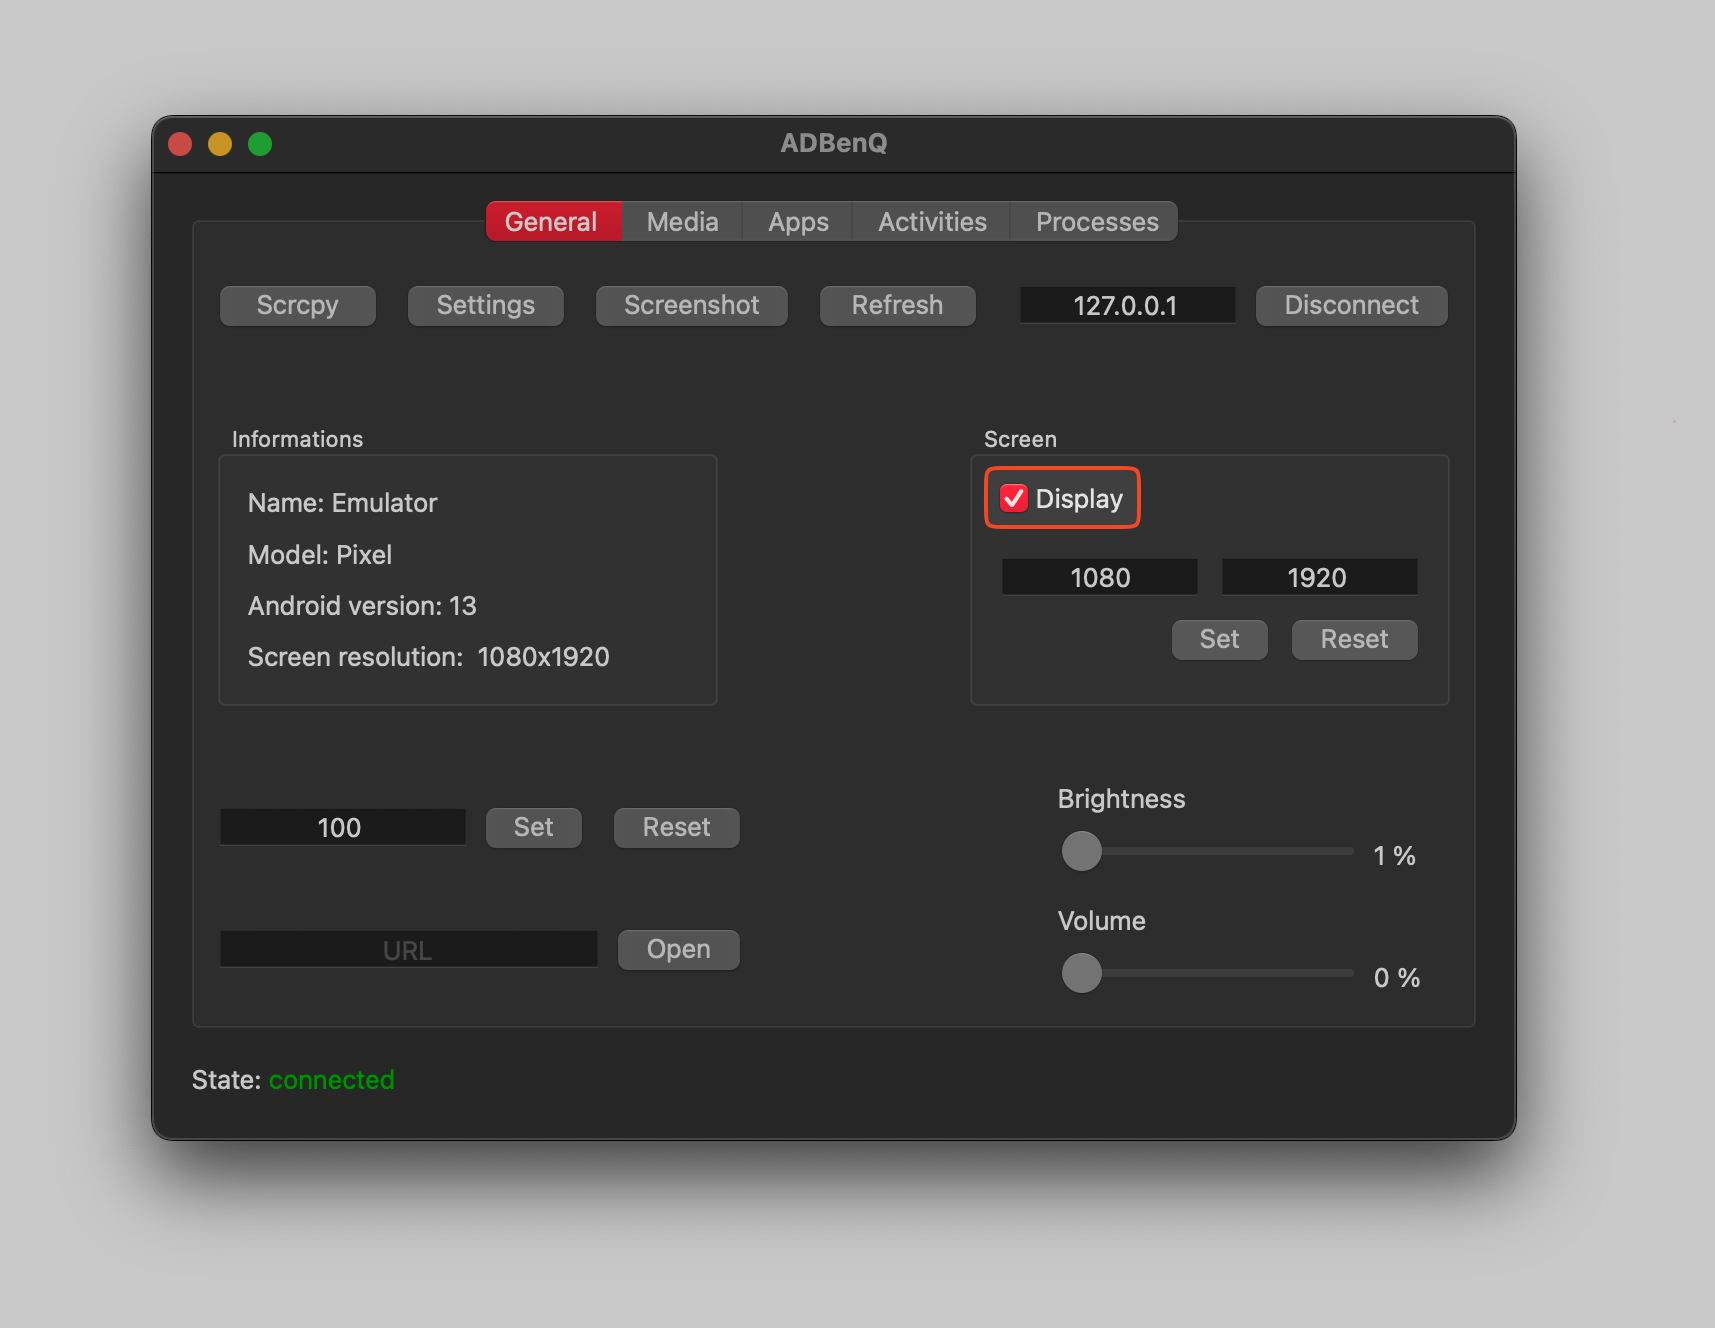 ADBenQ
General Media Apps Activities Processes
Scrcpy Settings Screenshot Refresh 127.0.0.1 Disconnect
Informations
Name: Emulator
Model: Pixel
Android version: 13
Screen resolution: 1080x1920
Screen
Display
1080 1920
Set Reset
100 Set Reset
URL Open
Brightness
1 %
Volume
0 %
State: connected